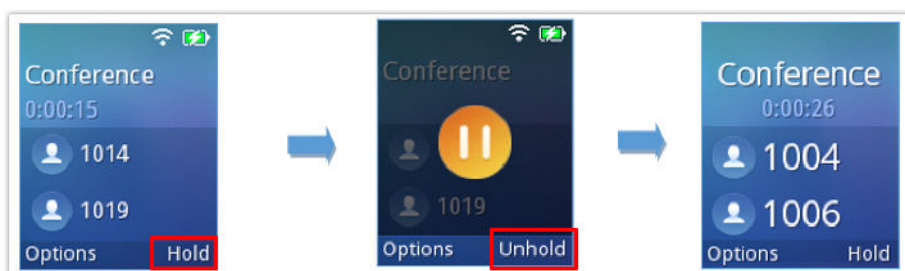 Conference
0:00:15
1014
1019
Options Hold
Conference
1019
Options Unhold
Conference
0:00:26
1004
1006
Options Hold